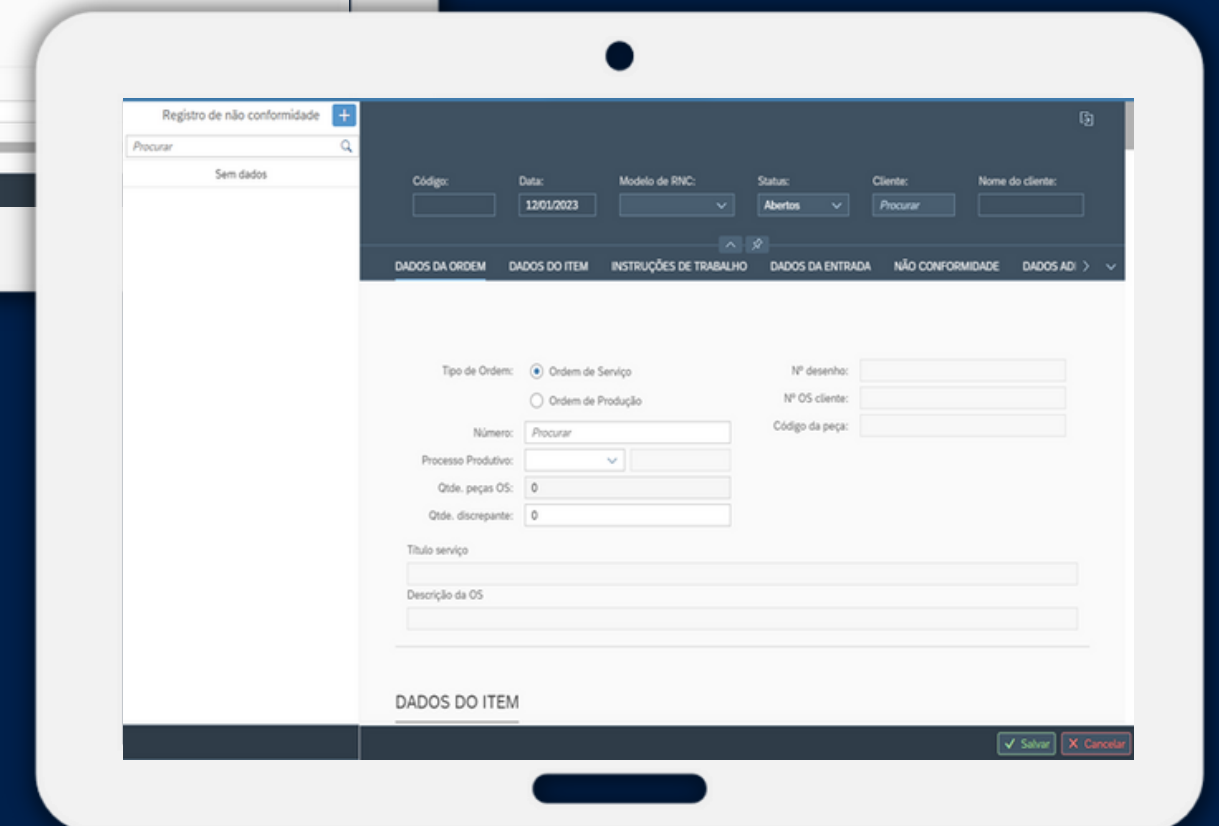 Registro de não conformidade
Procurar
Sem dados
Código: Data: Modelo de RNC: Status: Cliente: Nome do cliente:
12/01/2023 Abertos Procurar
DADOS DA ORDEM DADOS DO ITEM INSTRUÇÕES DE TRABALHO DADOS DA ENTRADA NÃO CONFORMIDADE DADOS ADI
Tipo de Ordem: Ordem de Serviço
Ordem de Produção
Número: Procurar
Processo Produtivo:
Qtde. peças OS: 0
Qtde. discrepante: 0
Nº desenho:
Nº OS cliente:
Código da peça:
Título serviço
Descrição da OS
DADOS DO ITEM
Salvar Cancelar